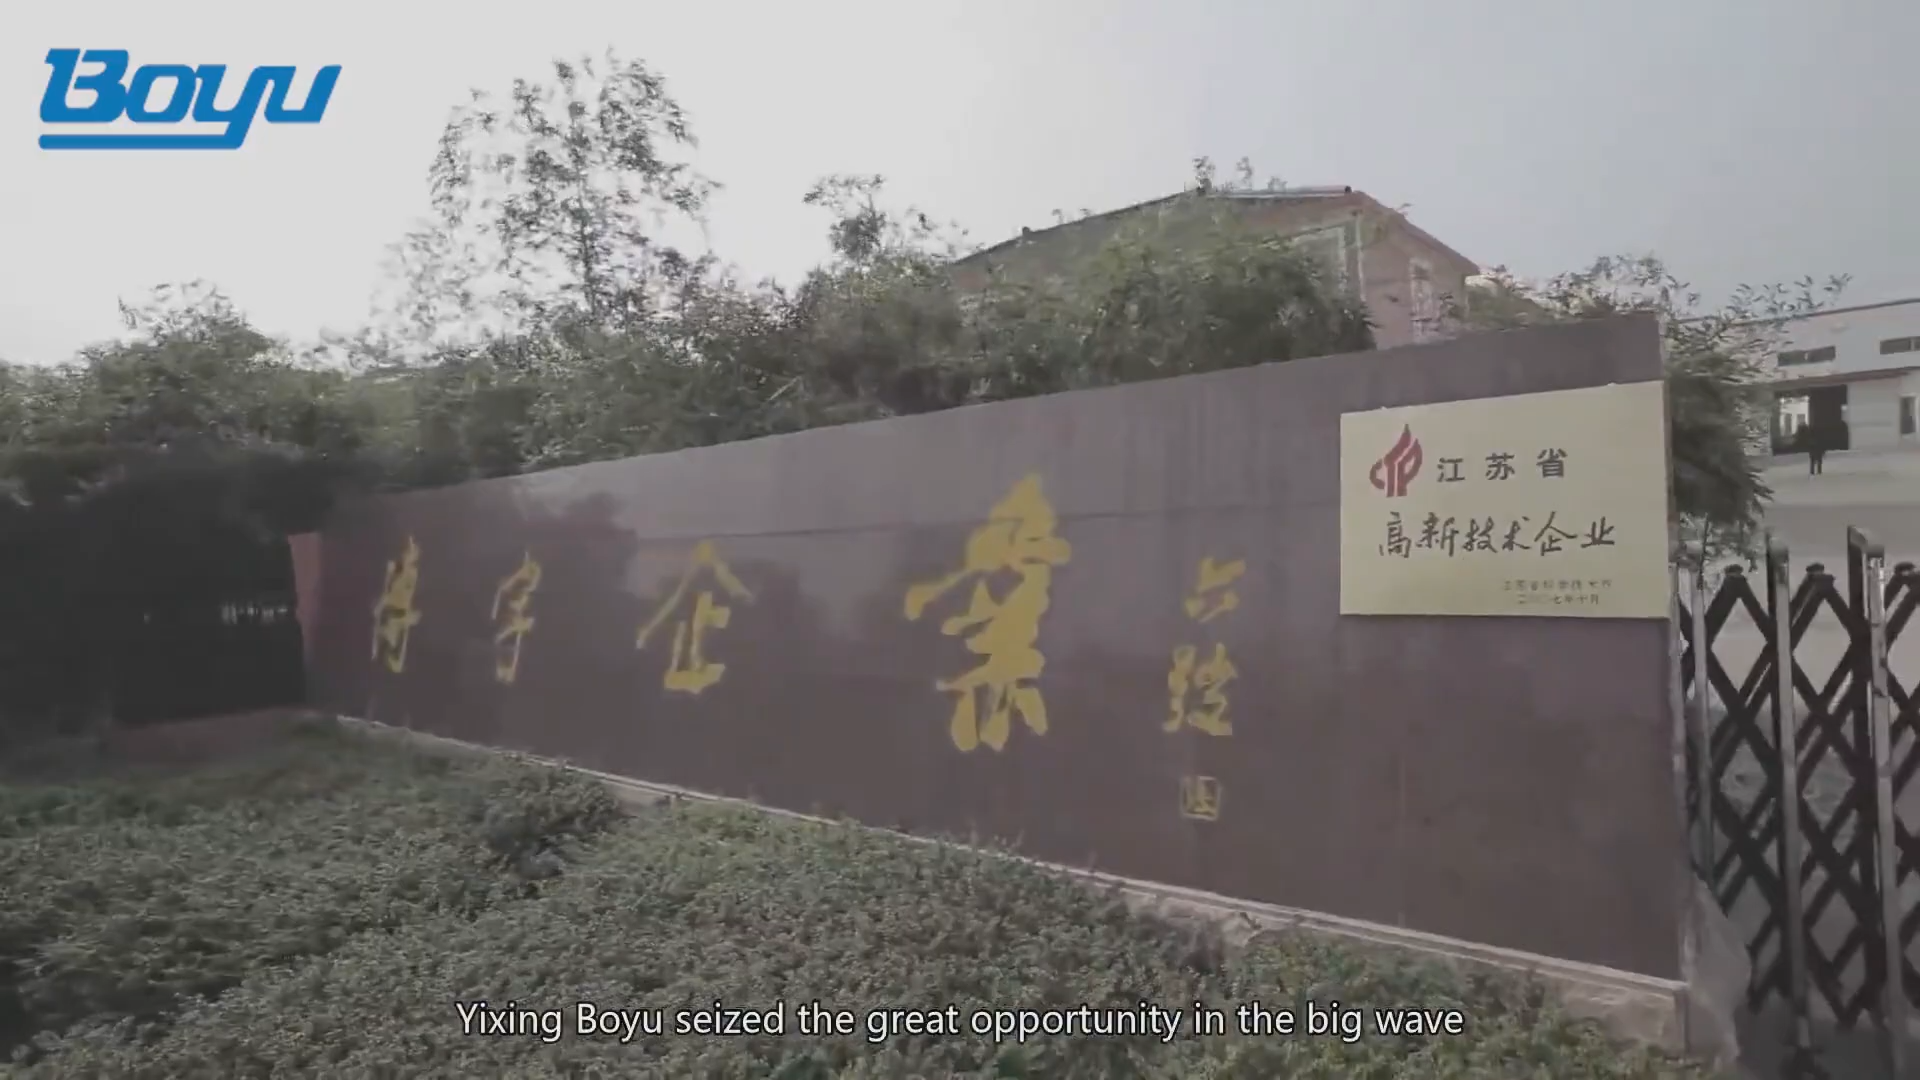 Boyu
博宇企業
江苏省
高新技术企业
Yixing Boyu seized the great opportunity in the big wave